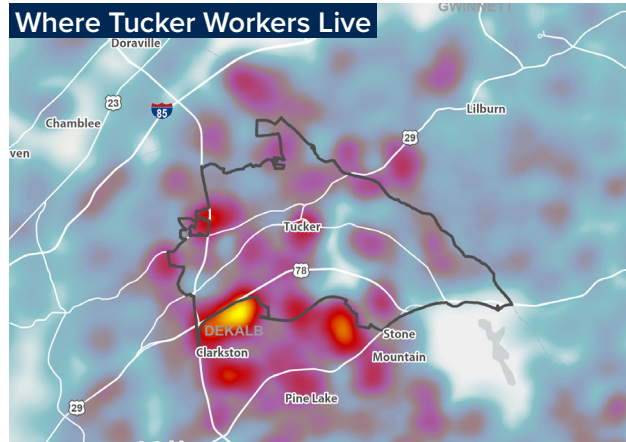 Where Tucker Workers Live
GWINNETT
Doraville
23
85
Lilburn
Chamblee
29
ven
Tucker
78
DEKALB
Stone
Mountain
Clarkston
Pine Lake
29